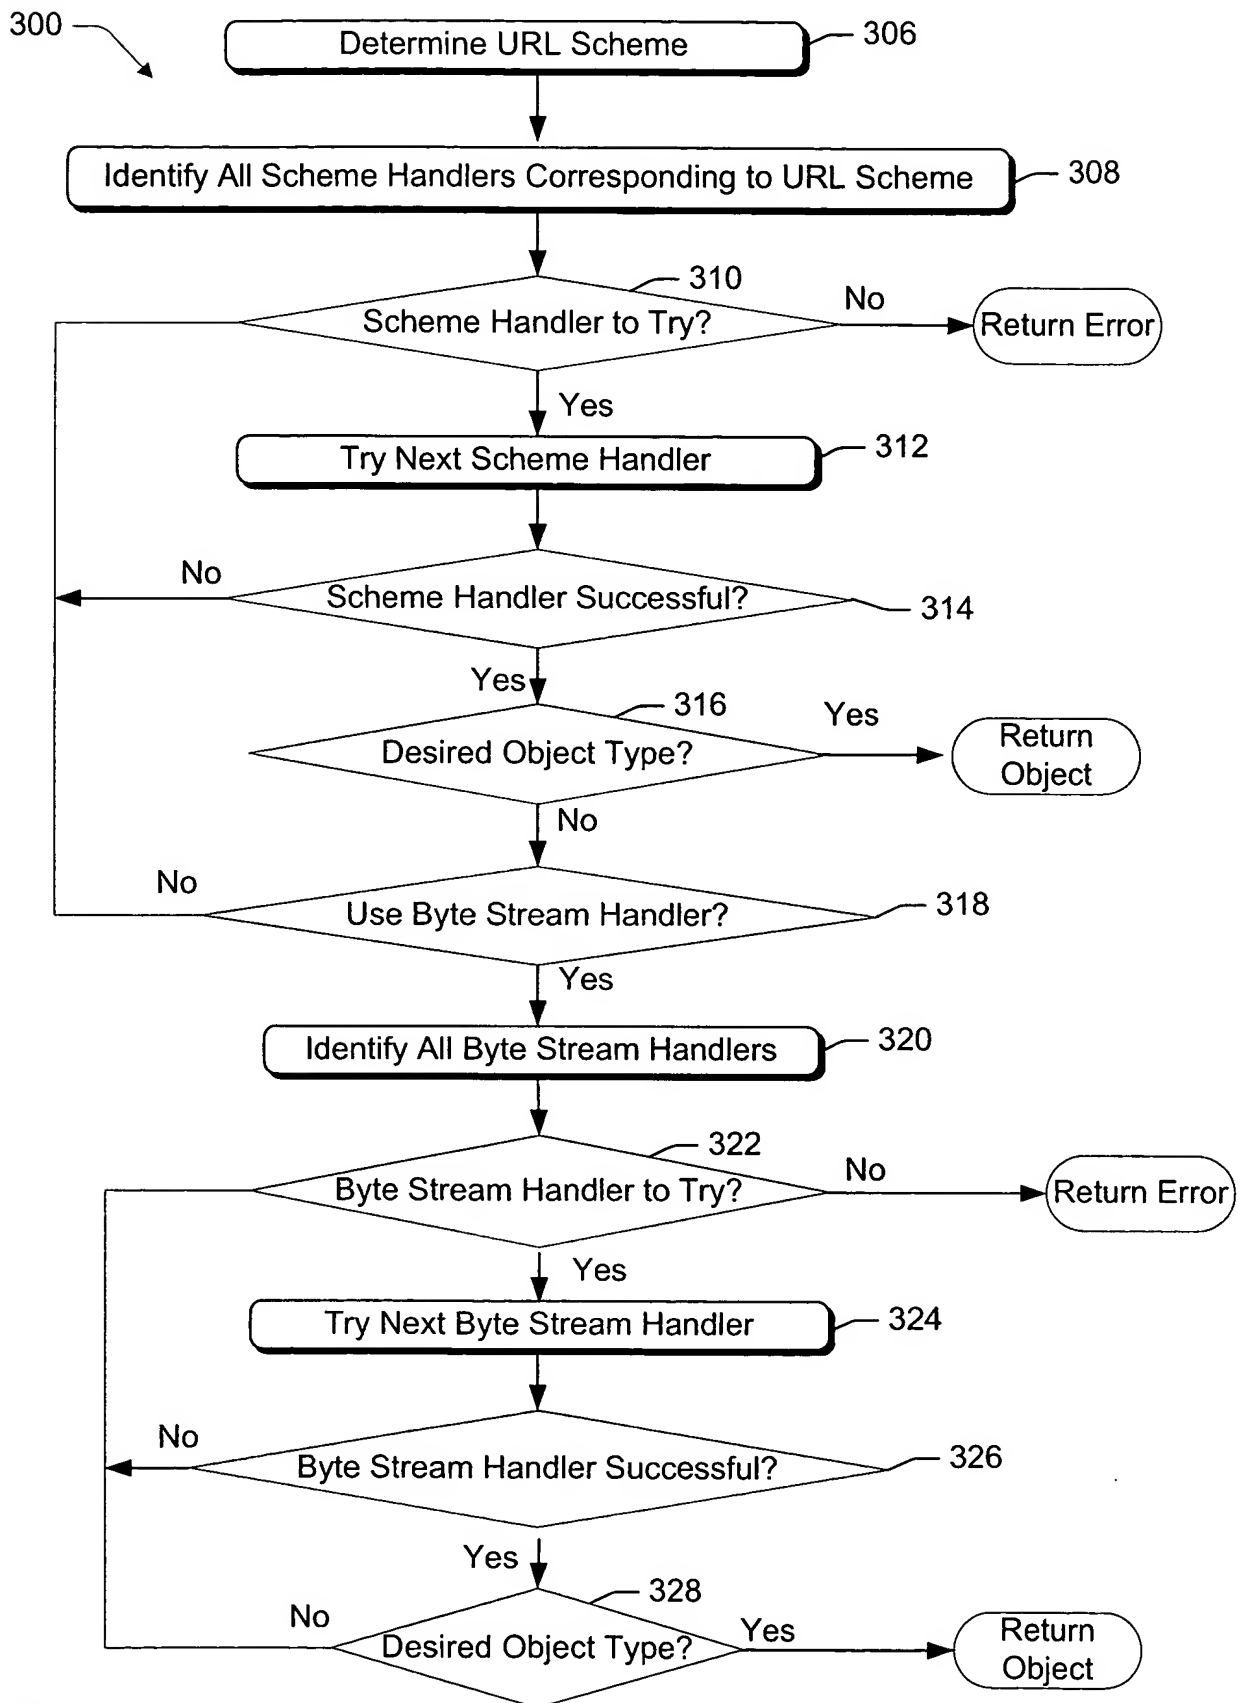 300
Determine URL Scheme
306
Identify All Scheme Handlers Corresponding to URL Scheme
308
310
Scheme Handler to Try?
No
Return Error
Yes
Try Next Scheme Handler
312
No
Scheme Handler Successful?
314
Yes
316
Desired Object Type?
Yes
Return
Object
No
No
Use Byte Stream Handler?
318
Yes
Identify All Byte Stream Handlers
320
322
Byte Stream Handler to Try?
No
Return Error
Yes
Try Next Byte Stream Handler
324
No
Byte Stream Handler Successful?
326
Yes
328
No
Desired Object Type?
Yes
Return
Object